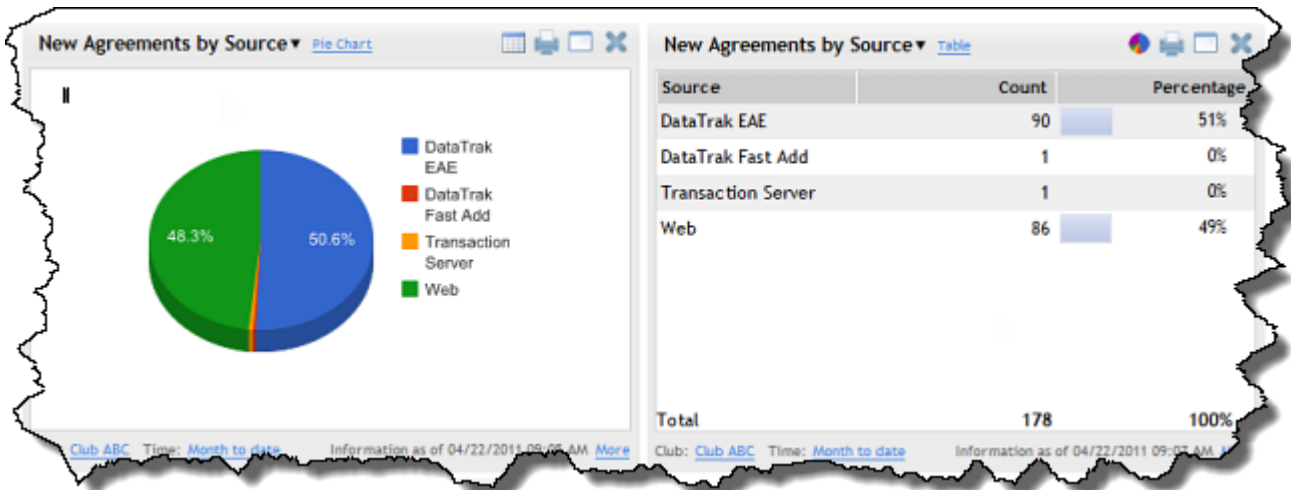 New Agreements by Source▼ Pie Chart
48.3%
50.6%
DataTrak
EAE
DataTrak
Fast Add
Transaction
Server
Web
Club ABC Time: Month to date Information as of 04/22/2011 09:05 AM More
New Agreements by Source▼ Table
Source Count Percentage
DataTrak EAE 90 51%
DataTrak Fast Add 1 0%
Transaction Server 1 0%
Web 86 49%
Total 178 100%
Club: Club ABC Time: Month to date Information as of 04/22/2011 09:07 AM